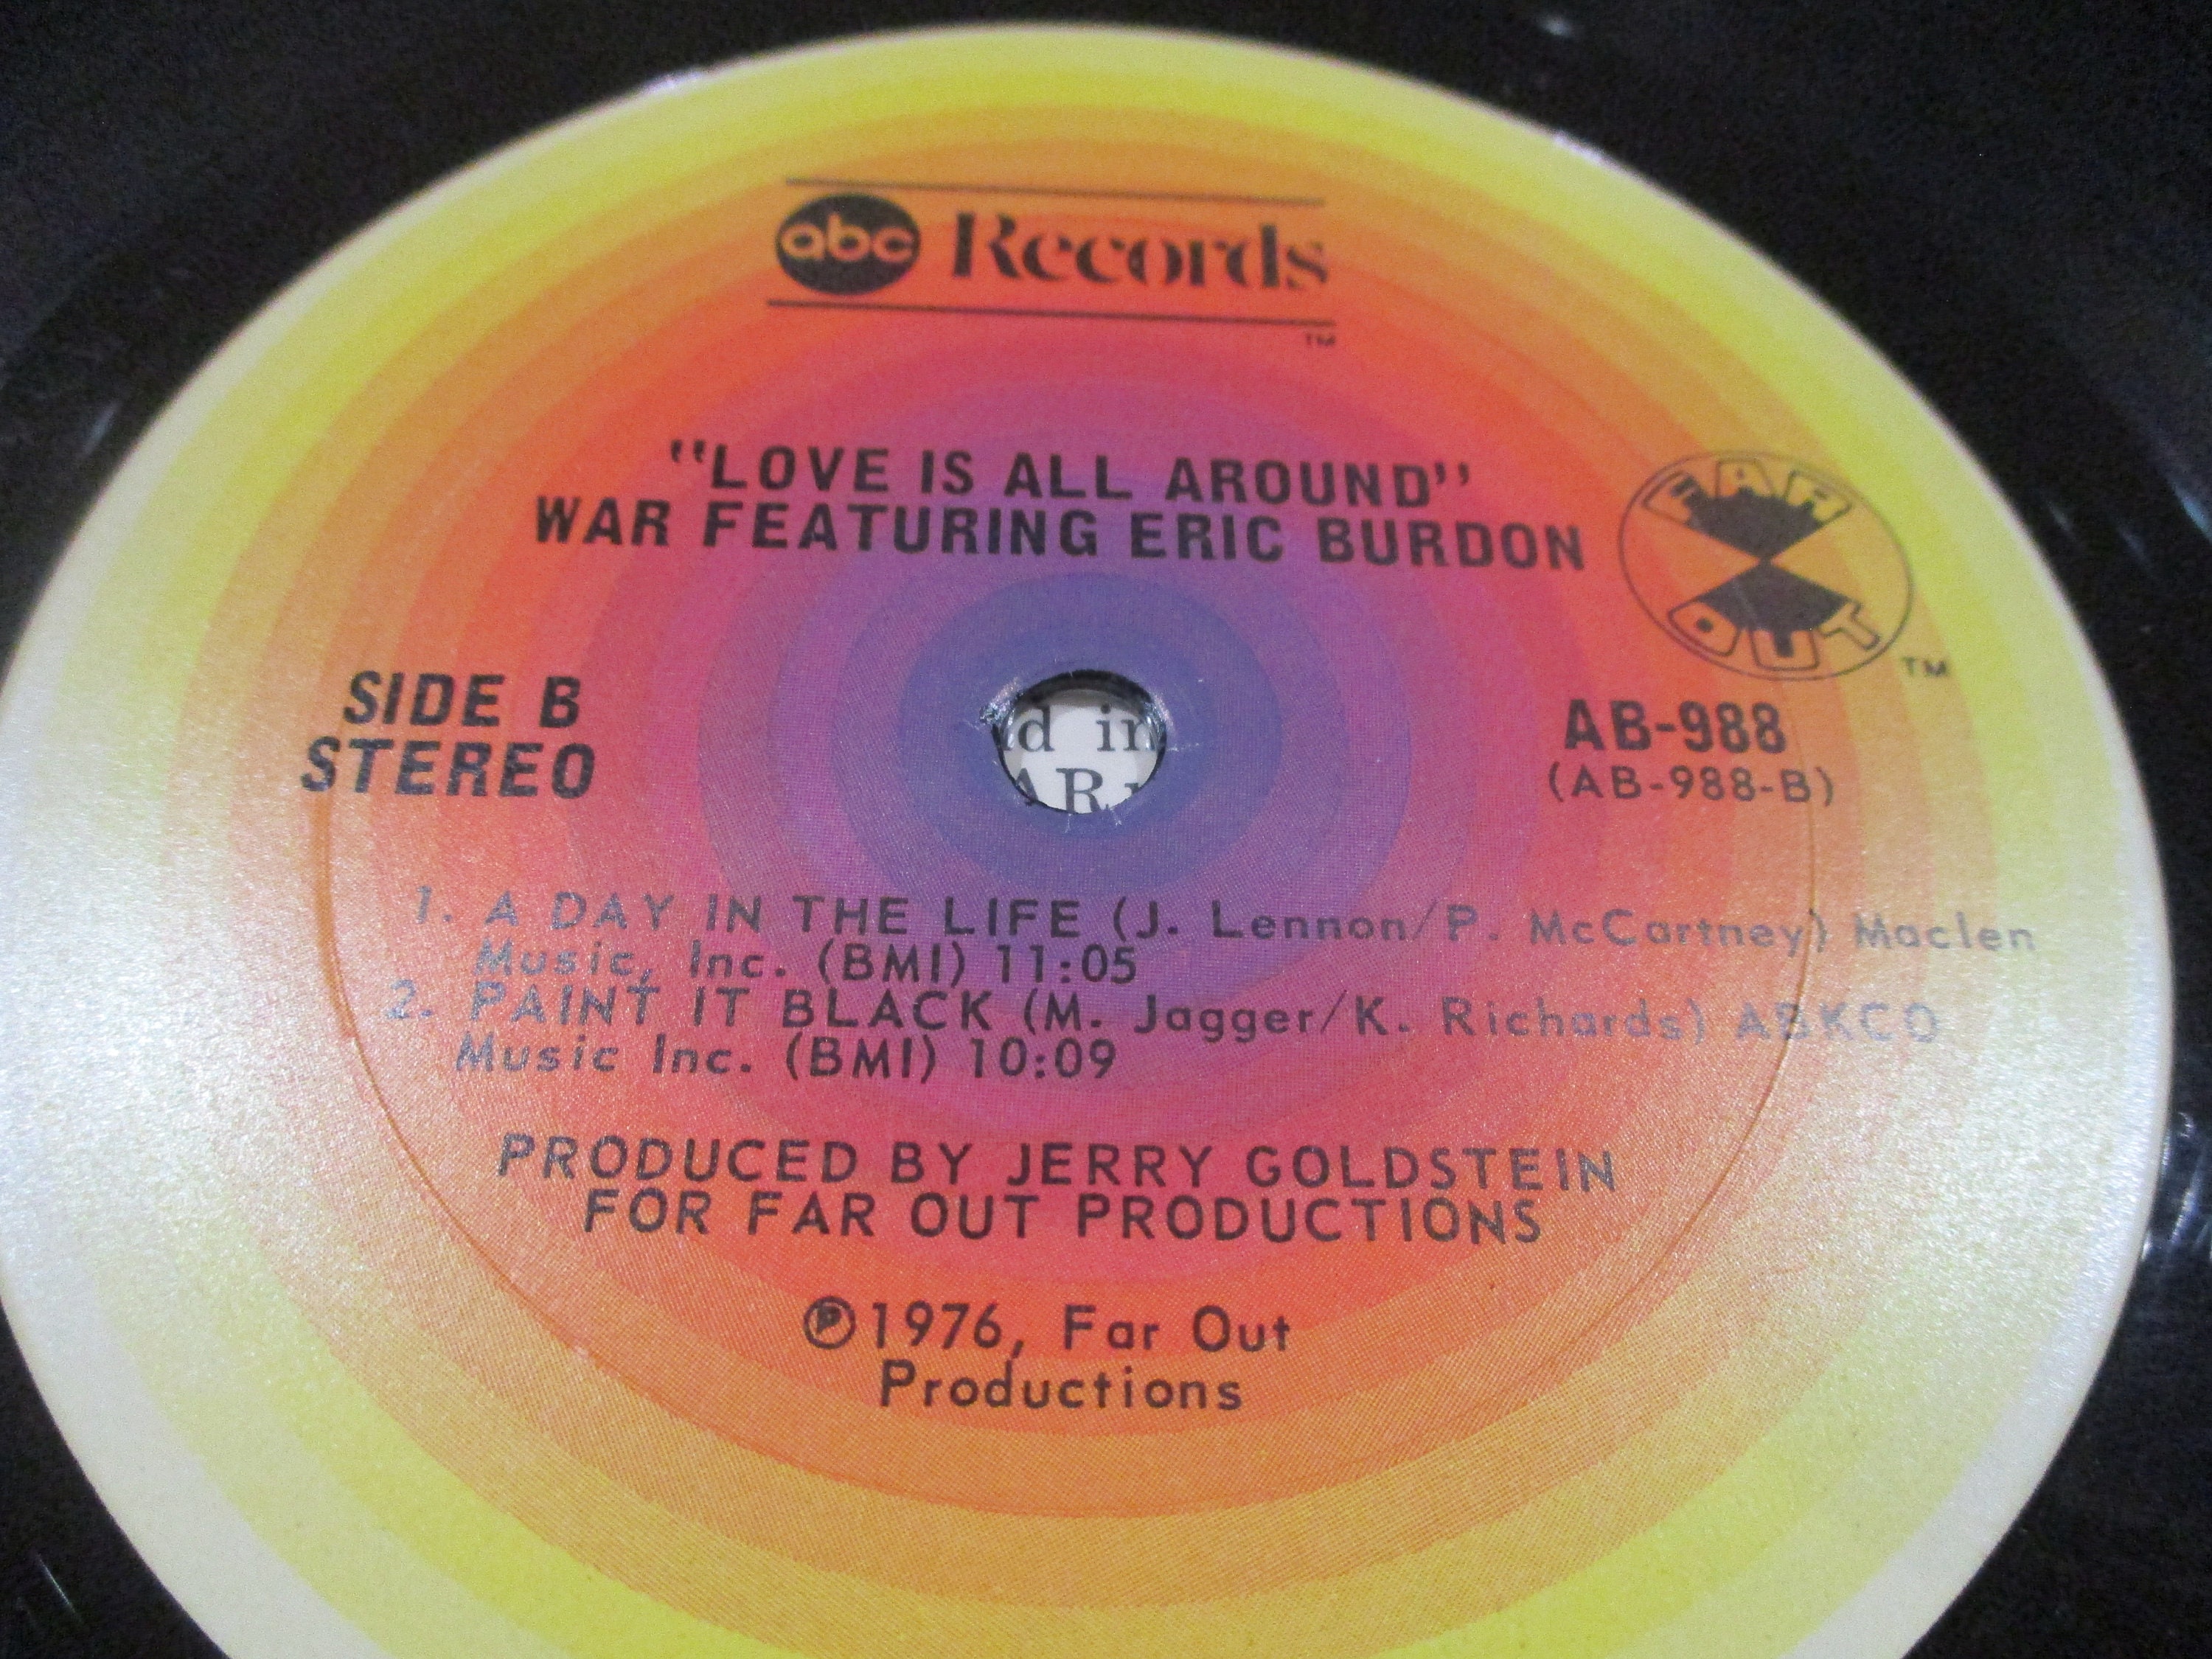 abc Records
TM
"LOVE IS ALL AROUND"
WAR FEATURING ERIC BURDON
FAR
OUT
TM
SIDE B
STEREO
AB-988
(AB-988-B)
d in
AR
1. A DAY IN THE LIFE (J. Lennon/P. McCartney) Maclen
Music, Inc. (BMI) 11:05
2. PAINT IT BLACK (M. Jagger/K. Richards) ABKCO
Music Inc. (BMI) 10:09
PRODUCED BY JERRY GOLDSTEIN
FOR FAR OUT PRODUCTIONS
℗1976, Far Out
Productions